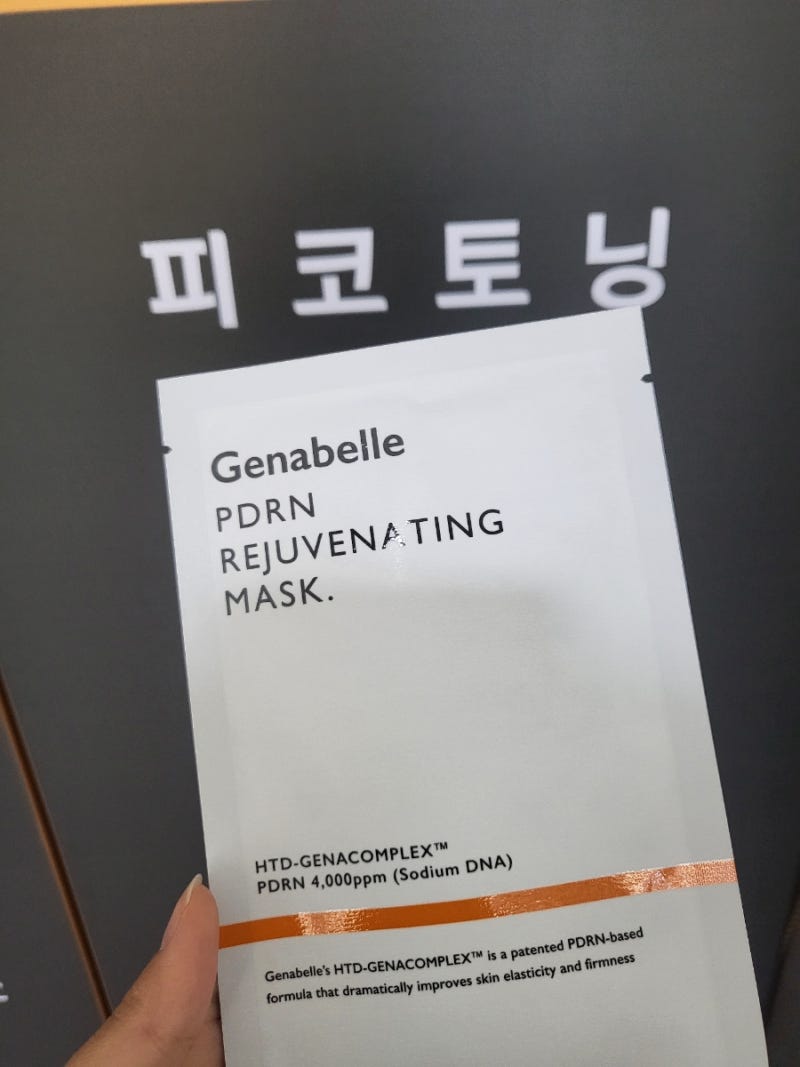 피코토닝
Genabelle
PDRN
REJUVENATING
MASK.
HTD-GENACOMPLEX™
PDRN 4,000ppm (Sodium DNA)
Genabelle's HTD-GENACOMPLEX™ is a patented PDRN-based
formula that dramatically improves skin elasticity and firmness